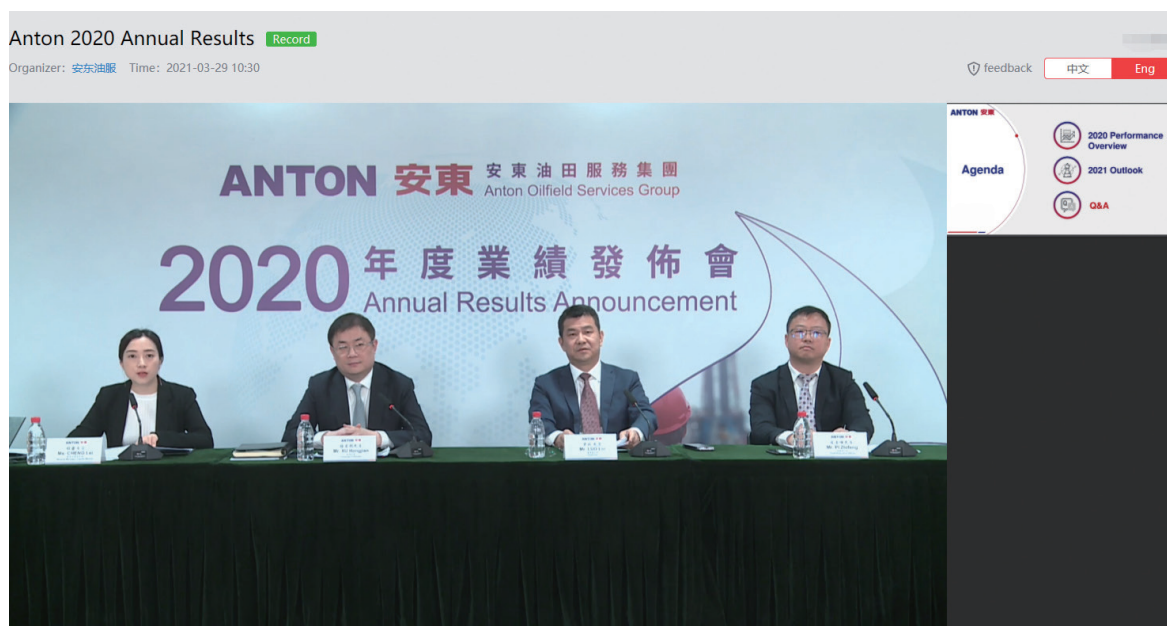 Anton 2020 Annual Results Record
Organizer: 安东油服 Time: 2021-03-29 10:30
feedback 中文 Eng
ANTON 安東 安東油田服務集團
Anton Oilfield Services Group
2020 年度業績發佈會
Annual Results Announcement
ANTON 安東
Agenda
2020 Performance
Overview
2021 Outlook
Q&A